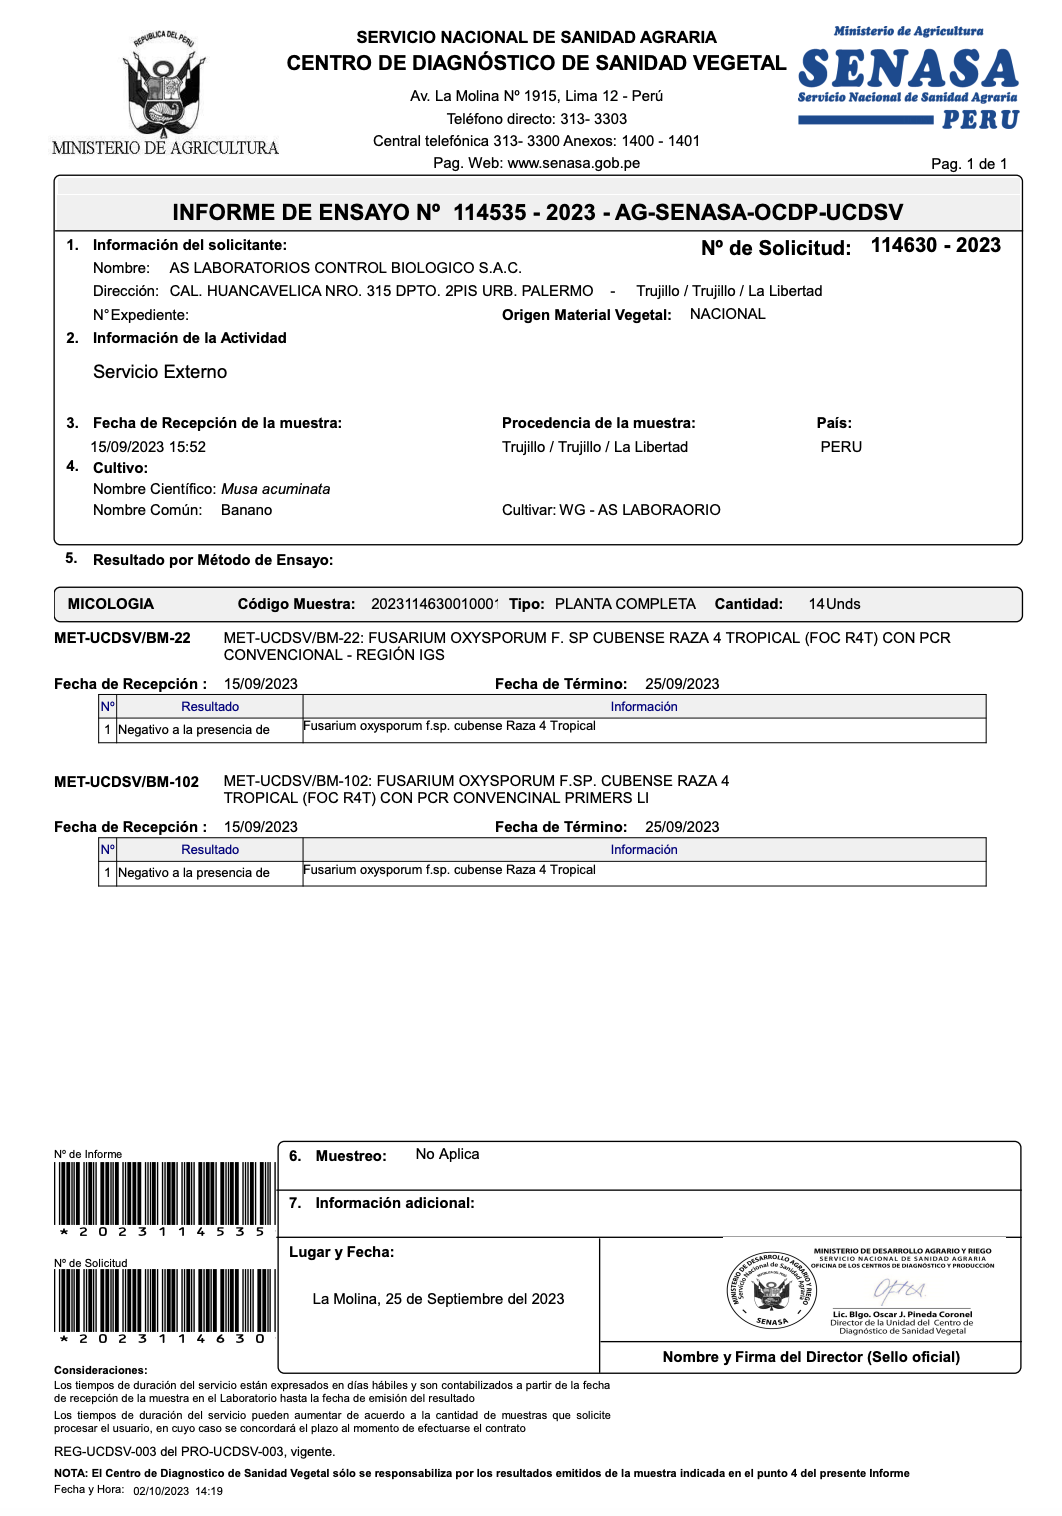 REPUBLICA DEL PERU
MINISTERIO DE AGRICULTURA
SERVICIO NACIONAL DE SANIDAD AGRARIA
CENTRO DE DIAGNÓSTICO DE SANIDAD VEGETAL
Av. La Molina Nº 1915, Lima 12 - Perú
Teléfono directo: 313- 3303
Central telefónica 313- 3300 Anexos: 1400 - 1401
Pag. Web: www.senasa.gob.pe
Ministerio de Agricultura
SENASA
Servicio Nacional de Sanidad Agraria
PERU
Pag. 1 de 1
INFORME DE ENSAYO Nº 114535 - 2023 - AG-SENASA-OCDP-UCDSV
1. Información del solicitante:
Nº de Solicitud: 114630 - 2023
Nombre: AS LABORATORIOS CONTROL BIOLOGICO S.A.C.
Dirección: CAL. HUANCAVELICA NRO. 315 DPTO. 2PIS URB. PALERMO - Trujillo / Trujillo / La Libertad
N°Expediente: Origen Material Vegetal: NACIONAL
2. Información de la Actividad
Servicio Externo
3. Fecha de Recepción de la muestra: Procedencia de la muestra: País:
15/09/2023 15:52 Trujillo / Trujillo / La Libertad PERU
4. Cultivo:
Nombre Científico: Musa acuminata
Nombre Común: Banano Cultivar: WG - AS LABORAORIO
5. Resultado por Método de Ensayo:
MICOLOGIA Código Muestra: 2023114630010001 Tipo: PLANTA COMPLETA Cantidad: 14Unds
MET-UCDSV/BM-22 MET-UCDSV/BM-22: FUSARIUM OXYSPORUM F. SP CUBENSE RAZA 4 TROPICAL (FOC R4T) CON PCR
CONVENCIONAL - REGIÓN IGS
Fecha de Recepción : 15/09/2023 Fecha de Término: 25/09/2023
Nº Resultado Información
1 Negativo a la presencia de Fusarium oxysporum f.sp. cubense Raza 4 Tropical
MET-UCDSV/BM-102 MET-UCDSV/BM-102: FUSARIUM OXYSPORUM F.SP. CUBENSE RAZA 4
TROPICAL (FOC R4T) CON PCR CONVENCINAL PRIMERS LI
Fecha de Recepción : 15/09/2023 Fecha de Término: 25/09/2023
Nº Resultado Información
1 Negativo a la presencia de Fusarium oxysporum f.sp. cubense Raza 4 Tropical
Nº de Informe
*2023114535
Nº de Solicitud
*2023114630
6. Muestreo: No Aplica
7. Información adicional:
Lugar y Fecha:
La Molina, 25 de Septiembre del 2023
MINISTERIO DE DESARROLLO AGRARIO Y RIEGO
Servicio Nacional de Sanidad Agraria
SENASA
MINISTERIO DE DESARROLLO AGRARIO Y RIEGO
SERVICIO NACIONAL DE SANIDAD AGRARIA
OFICINA DE LOS CENTROS DE DIAGNÓSTICO Y PRODUCCIÓN
Lic. Blgo. Oscar J. Pineda Coronel
Director de la Unidad del Centro de
Diagnóstico de Sanidad Vegetal
Nombre y Firma del Director (Sello oficial)
Consideraciones:
Los tiempos de duración del servicio están expresados en días hábiles y son contabilizados a partir de la fecha
de recepción de la muestra en el Laboratorio hasta la fecha de emisión del resultado
Los tiempos de duración del servicio pueden aumentar de acuerdo a la cantidad de muestras que solicite
procesar el usuario, en cuyo caso se concordará el plazo al momento de efectuarse el contrato
REG-UCDSV-003 del PRO-UCDSV-003, vigente.
NOTA: El Centro de Diagnostico de Sanidad Vegetal sólo se responsabiliza por los resultados emitidos de la muestra indicada en el punto 4 del presente Informe
Fecha y Hora: 02/10/2023 14:19